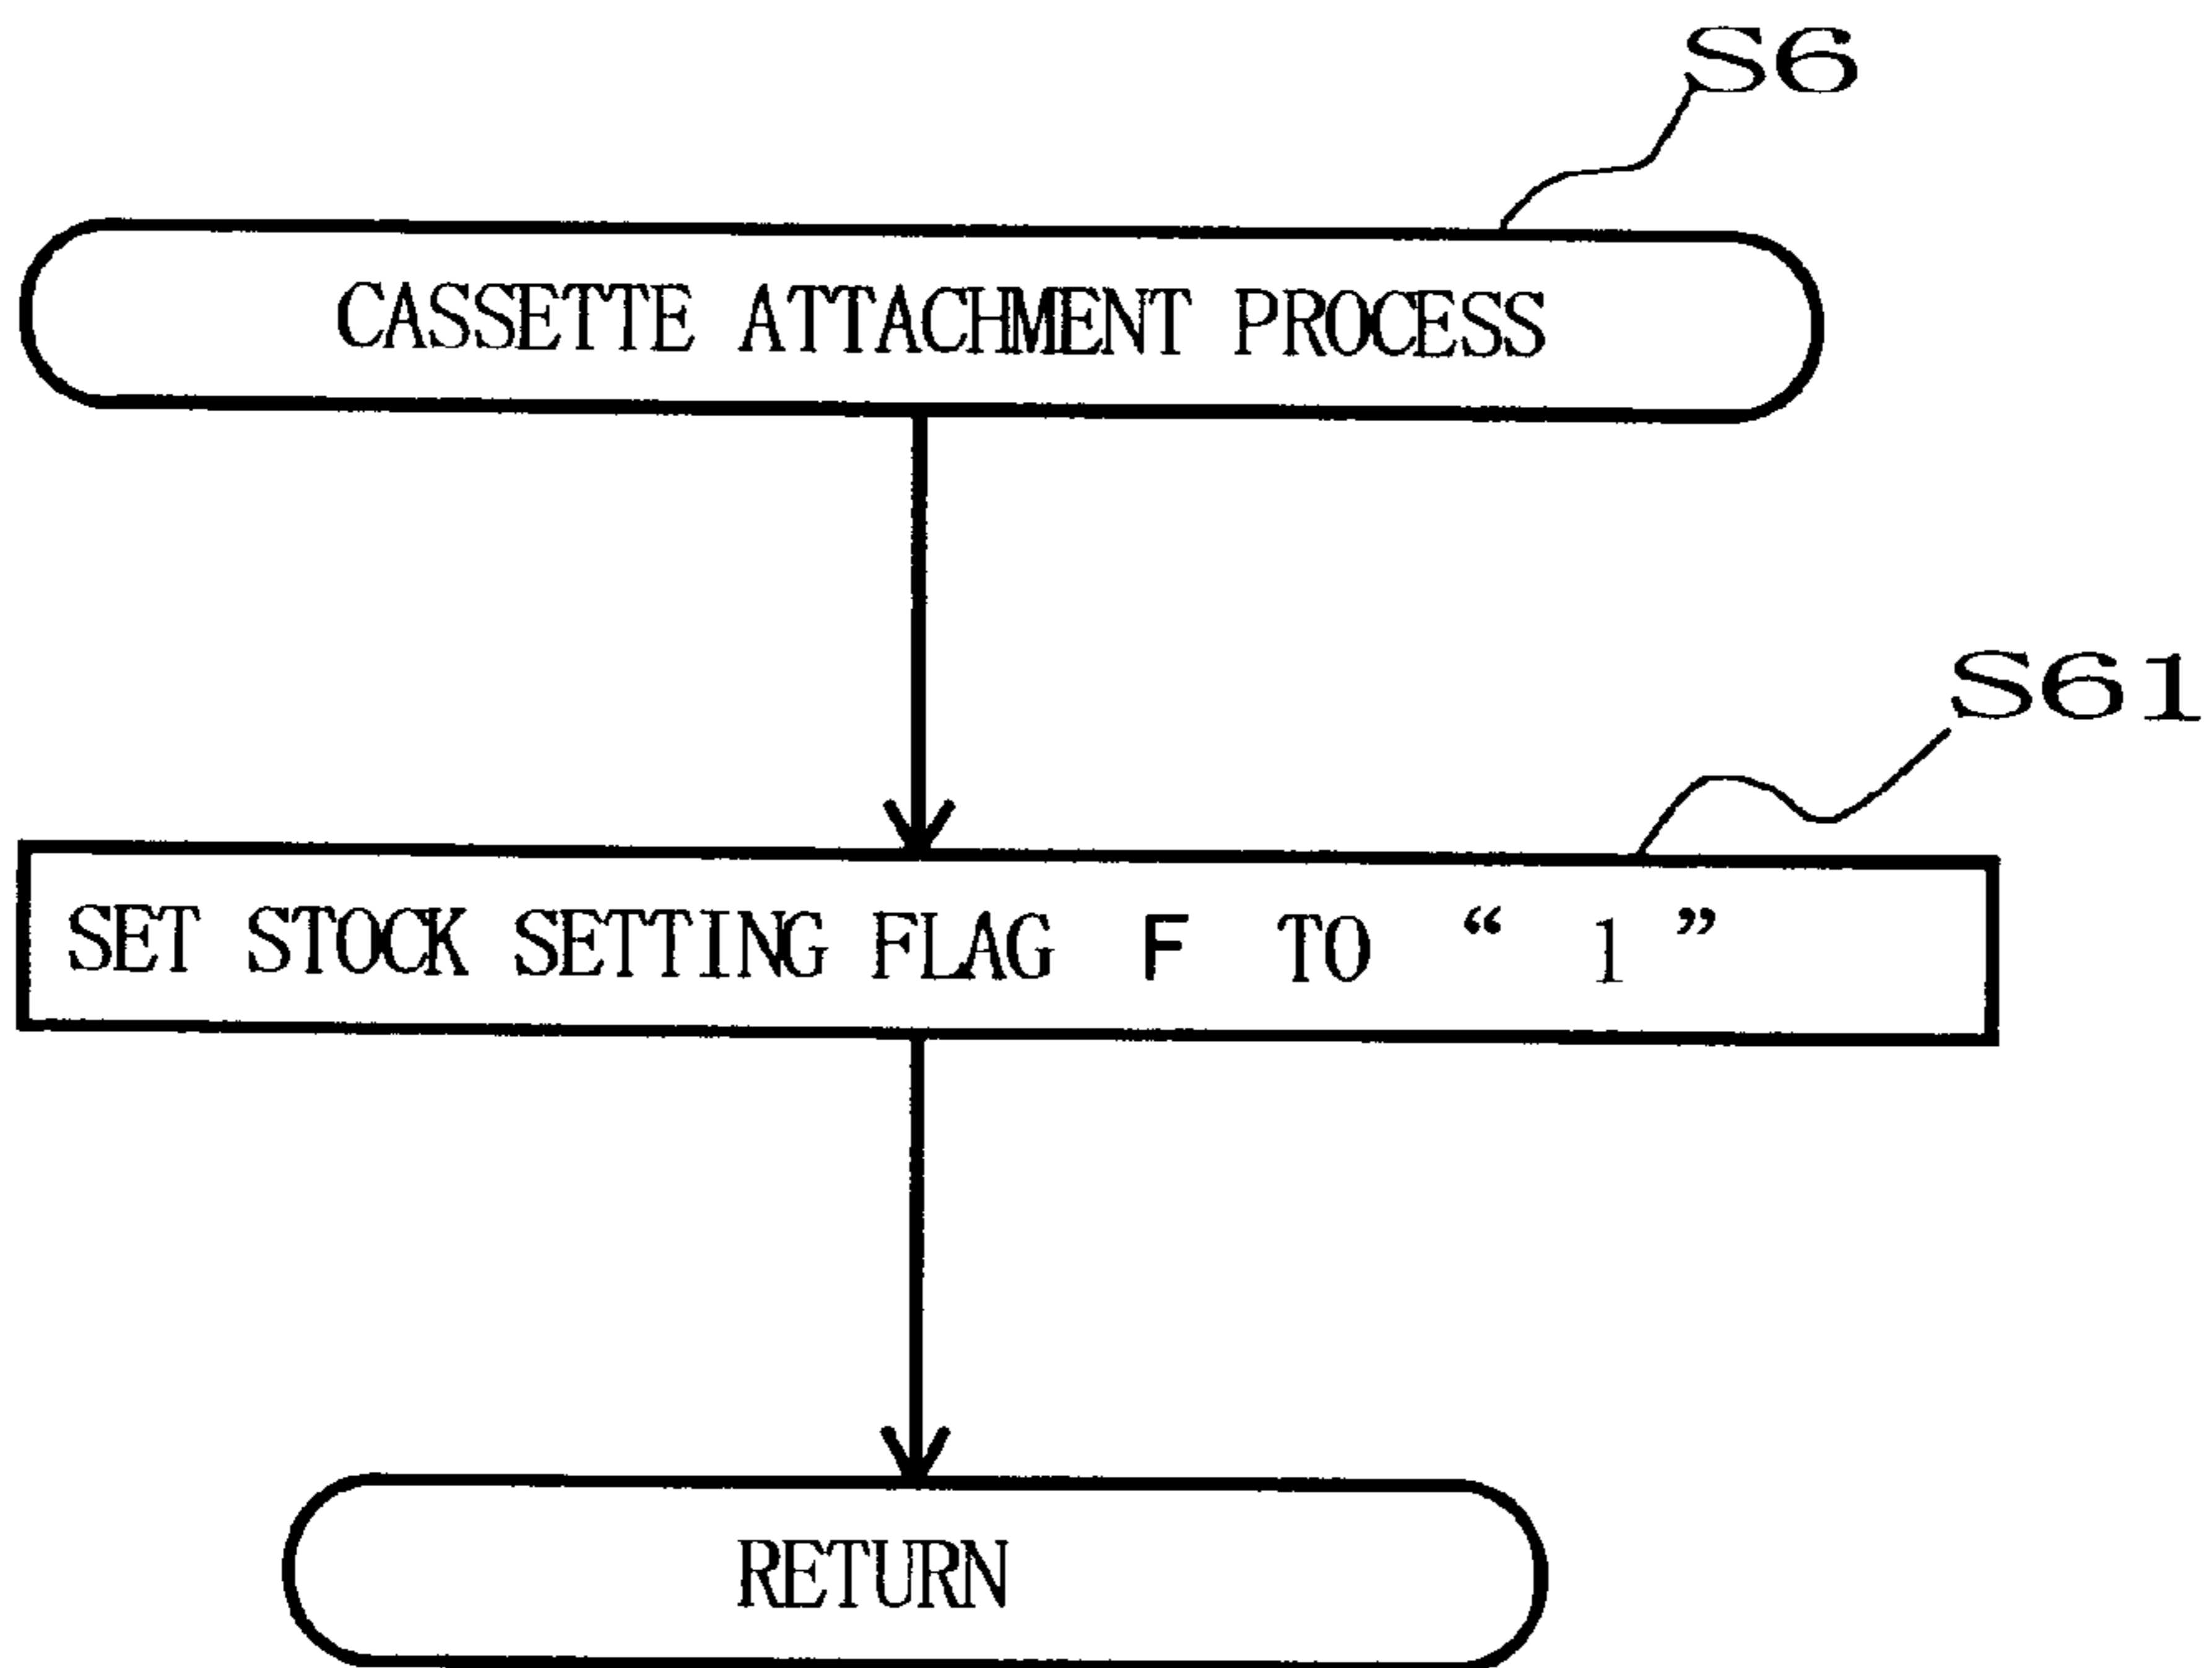 S6
CASSETTE ATTACHMENT PROCESS
S61
SET STOCK SETTING FLAG F TO “ 1 ”
RETURN